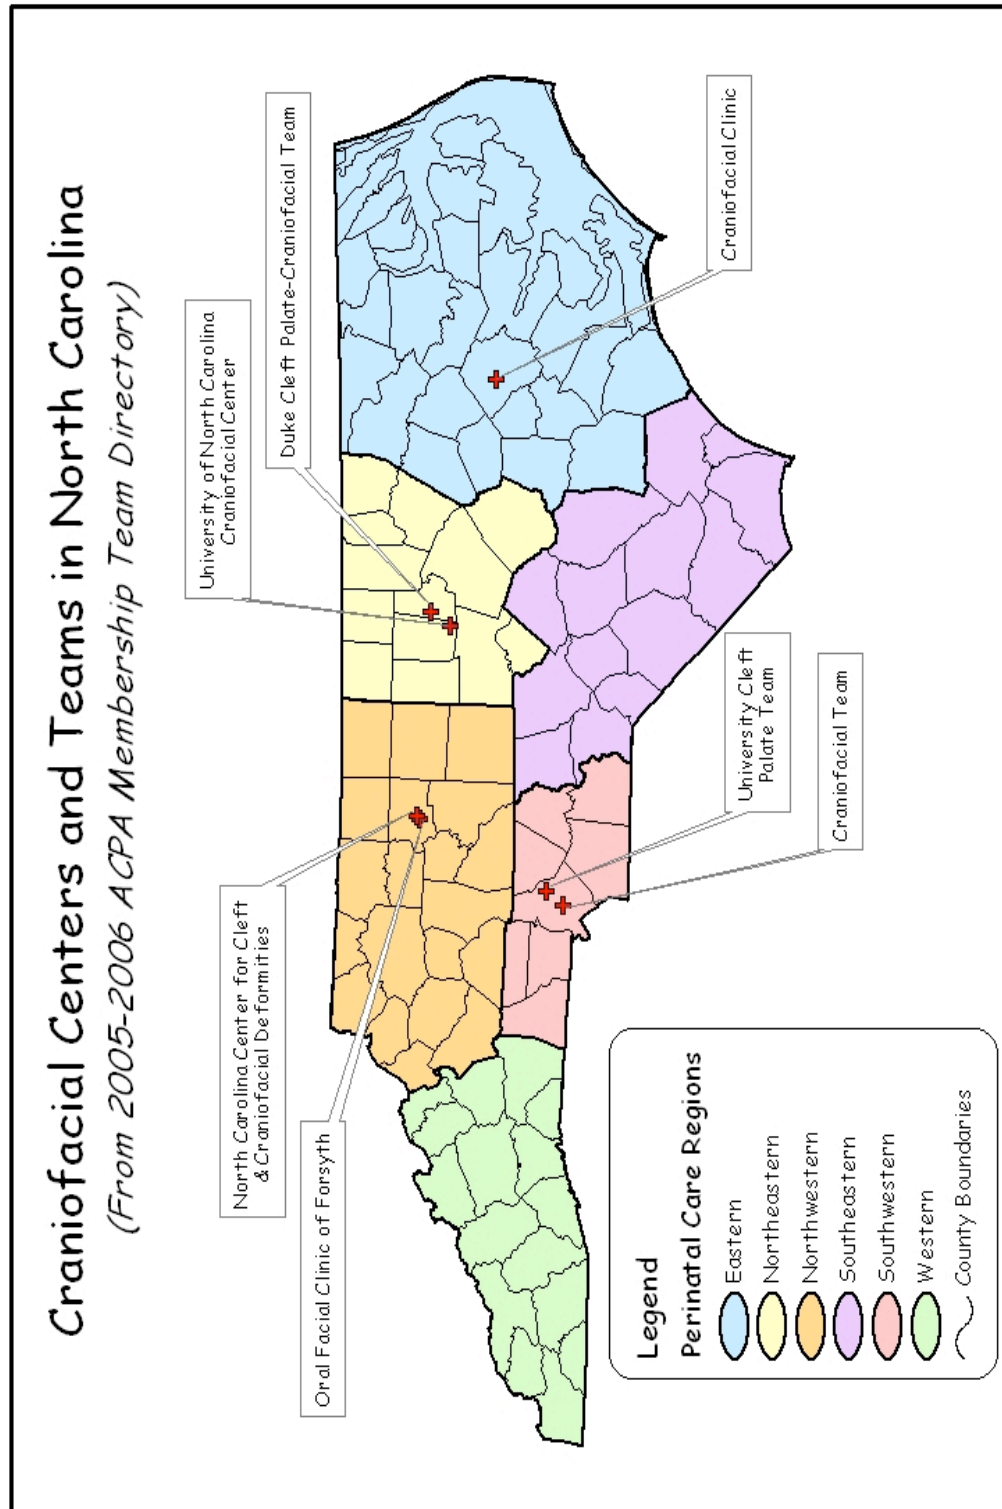 Craniofacial Centers and Teams in North Carolina
(From 2005-2006 ACPA Membership Team Directory)
University of North Carolina
Craniofacial Center
Duke Cleft Palate-Craniofacial Team
North Carolina Center for Cleft
& Craniofacial Deformities
Oral Facial Clinic of Forsyth
Craniofacial Clinic
University Cleft
Palate Team
Craniofacial Team
Legend
Perinatal Care Regions
Eastern
Northeastern
Northwestern
Southeastern
Southwestern
Western
County Boundaries